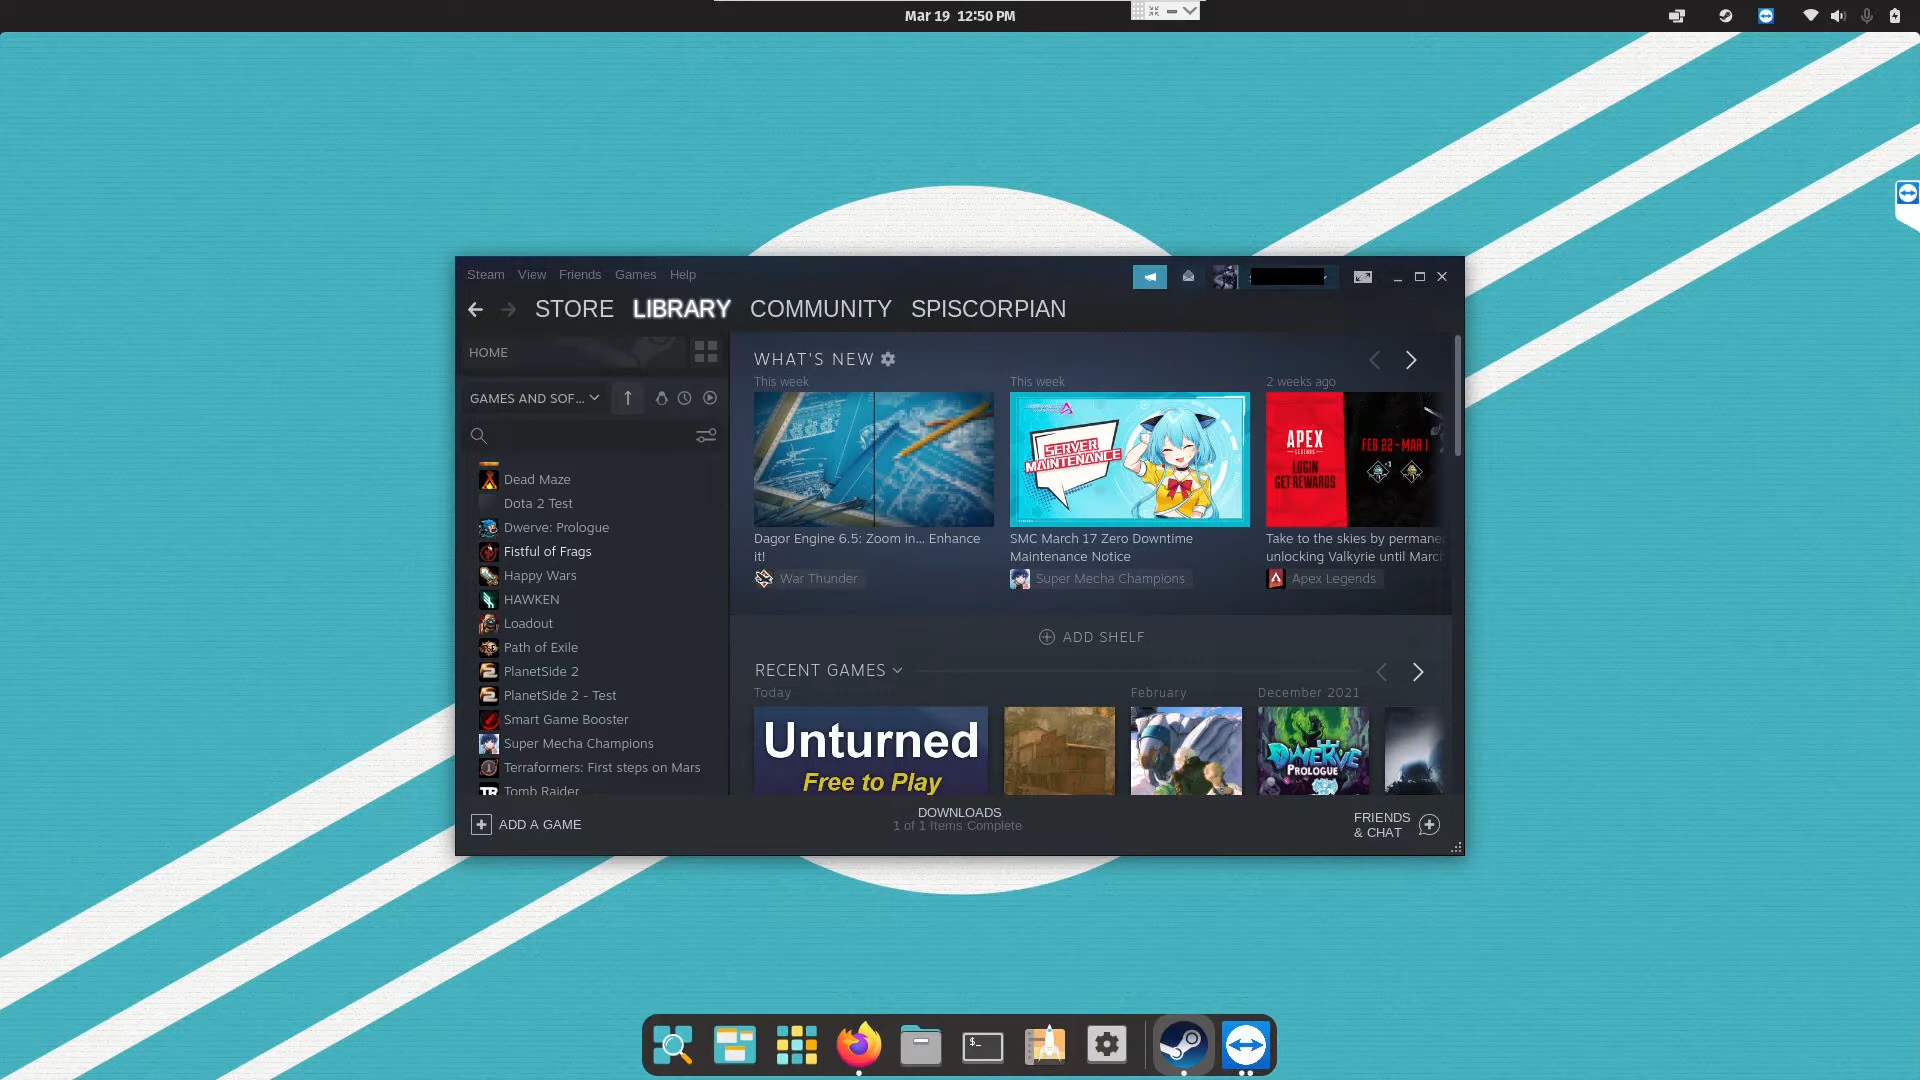 Mar 19 12:50 PM
Steam View Friends Games Help
STORE LIBRARY COMMUNITY SPISCORPIAN
HOME
GAMES AND SOF...
Dead Maze
Dota 2 Test
Dwerve: Prologue
Fistful of Frags
Happy Wars
HAWKEN
Loadout
Path of Exile
PlanetSide 2
PlanetSide 2 - Test
Smart Game Booster
Super Mecha Champions
Terraformers: First steps on Mars
Tomb Raider
WHAT'S NEW
This week
Dagor Engine 6.5: Zoom in... Enhance
it!
War Thunder
This week
SERVER
MAINTENANCE
SMC March 17 Zero Downtime
Maintenance Notice
Super Mecha Champions
2 weeks ago
APEX
LEGENDS
LOGIN
GET REWARDS
FEB 22 - MAR 1
Take to the skies by permane
unlocking Valkyrie until March
Apex Legends
ADD SHELF
RECENT GAMES
Today
February
December 2021
Unturned
Free to Play
DWERVE
PROLOGUE
ADD A GAME
DOWNLOADS
1 of 1 Items Complete
FRIENDS
& CHAT
$_